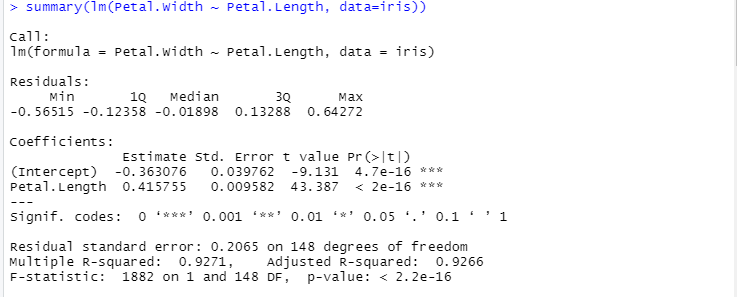 > summary(lm(Petal.Width ~ Petal.Length, data=iris))
Call:
lm(formula = Petal.Width ~ Petal.Length, data = iris)
Residuals:
     Min       1Q   Median       3Q      Max
-0.56515 -0.12358 -0.01898  0.13288  0.64272
Coefficients:
              Estimate Std. Error t value Pr(>|t|)
(Intercept)  -0.363076   0.039762  -9.131  4.7e-16 ***
Petal.Length  0.415755   0.009582  43.387  < 2e-16 ***
---
Signif. codes:  0 ‘***’ 0.001 ‘**’ 0.01 ‘*’ 0.05 ‘.’ 0.1 ‘ ’ 1
Residual standard error: 0.2065 on 148 degrees of freedom
Multiple R-squared:  0.9271,    Adjusted R-squared:  0.9266
F-statistic:  1882 on 1 and 148 DF,  p-value: < 2.2e-16